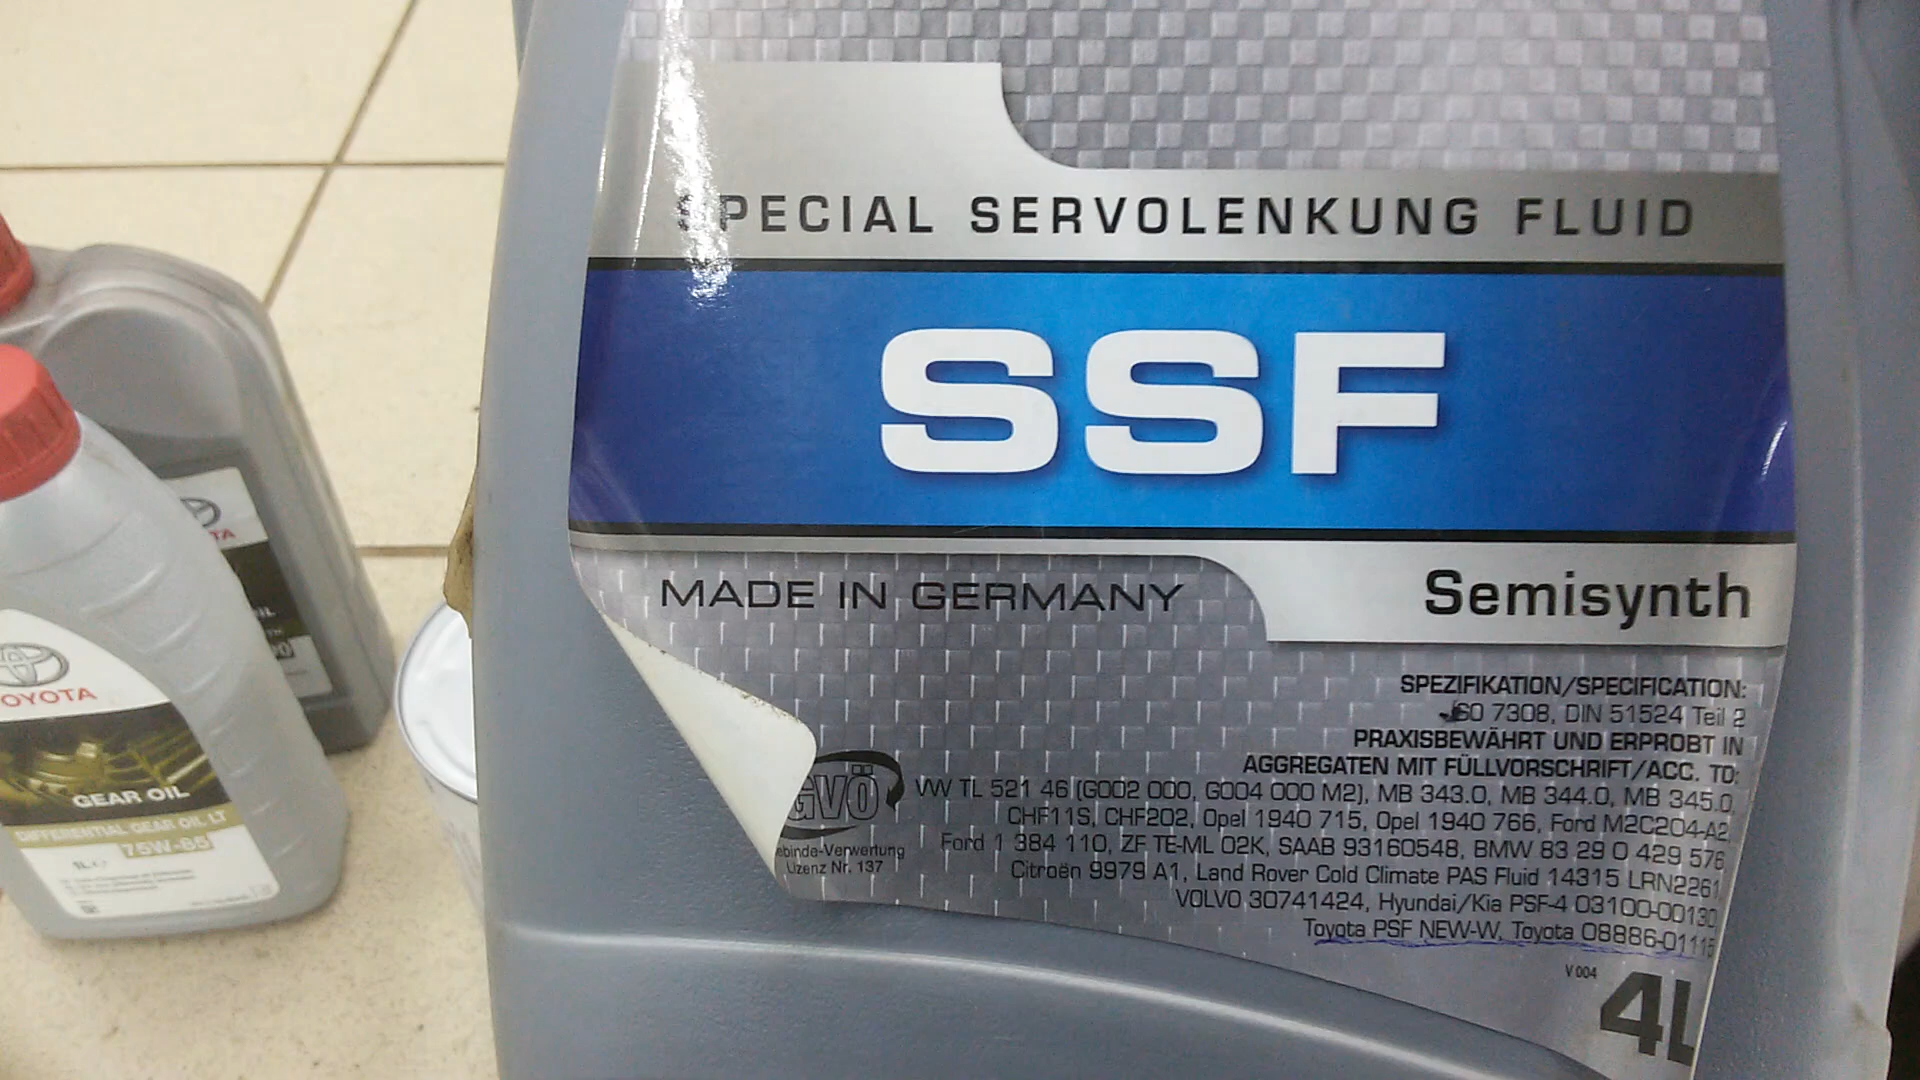 SPECIAL SERVOLENKUNG FLUID
SSF
MADE IN GERMANY
Semisynth
SPEZIFIKATION/SPECIFICATION:
ISO 7308, DIN 51524 Teil 2
PRAXISBEWÄHRT UND ERPROBT IN
AGGREGATEN MIT FÜLLVORSCHRIFT/ACC. TO:
VW TL 521 46 (G002 000, G004 000 M2), MB 343.0, MB 344.0, MB 345.0,
CHF11S, CHF202, Opel 1940 715, Opel 1940 766, Ford M2C204-A2,
Ford 1 384 110, ZF TE-ML 02K, SAAB 93160548, BMW 83 29 0 429 576
Citroën 9979 A1, Land Rover Cold Climate PAS Fluid 14315 LRN2261,
VOLVO 30741424, Hyundai/Kia PSF-4 03100-00130
Toyota PSF NEW-W, Toyota 08886-01115
V 004
4L
GVÖ
ebinde-Verwertung
Lizenz Nr. 137
TA
IL
OYOTA
GEAR OIL
DIFFERENTIAL GEAR OIL LT
75W-85
1L